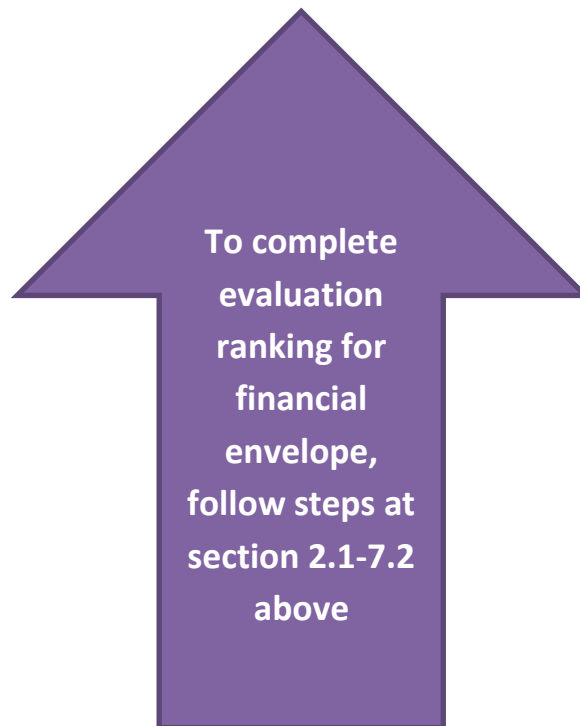 To complete
evaluation
ranking for
financial
envelope,
follow steps at
section 2.1-7.2
above